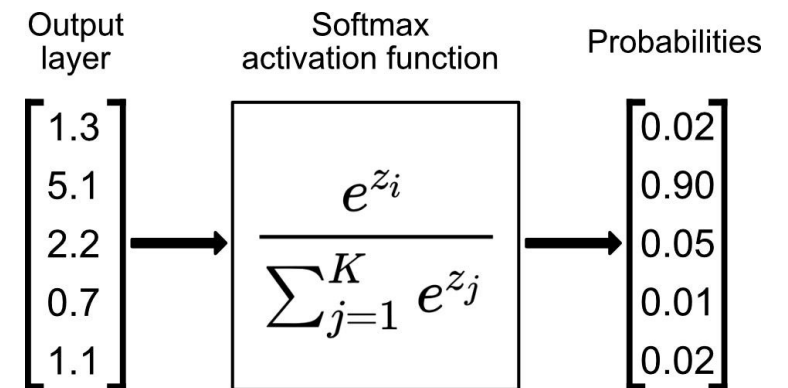 Output
layer
Softmax
activation function
Probabilities
1.3
5.1
2.2
0.7
1.1
e^{z_i}
∑_{j=1}^{K} e^{z_j}
0.02
0.90
0.05
0.01
0.02